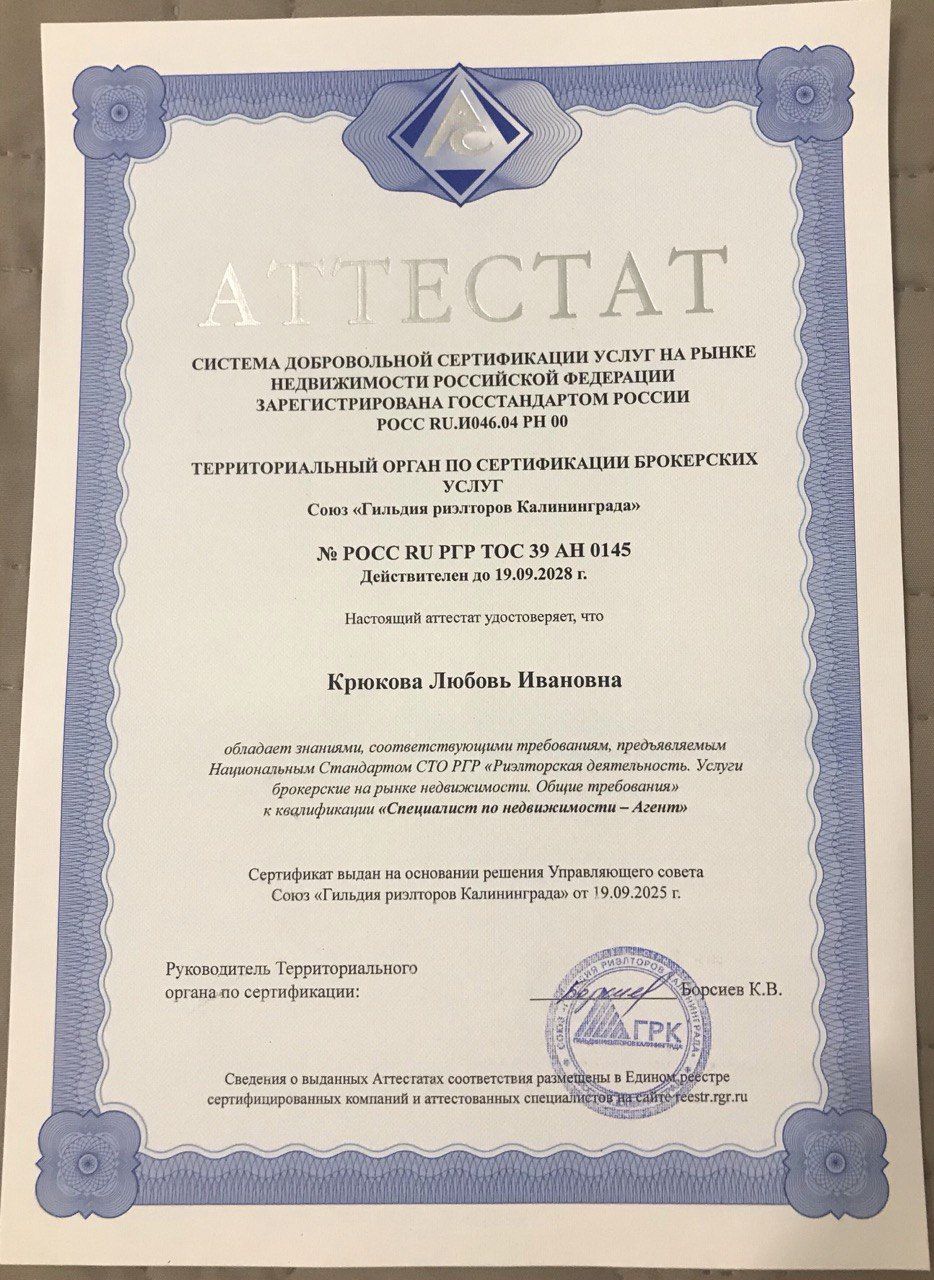 АТТЕСТАТ
СИСТЕМА ДОБРОВОЛЬНОЙ СЕРТИФИКАЦИИ УСЛУГ НА РЫНКЕ
НЕДВИЖИМОСТИ РОССИЙСКОЙ ФЕДЕРАЦИИ
ЗАРЕГИСТРИРОВАНА ГОССТАНДАРТОМ РОССИИ
РОСС RU.И046.04 РН 00
ТЕРРИТОРИАЛЬНЫЙ ОРГАН ПО СЕРТИФИКАЦИИ БРОКЕРСКИХ
УСЛУГ
Союз «Гильдия риэлторов Калининграда»
№ РОСС RU РГР ТОС 39 АН 0145
Действителен до 19.09.2028 г.
Настоящий аттестат удостоверяет, что
Крюкова Любовь Ивановна
обладает знаниями, соответствующими требованиям, предъявляемым
Национальным Стандартом СТО РГР «Риэлторская деятельность. Услуги
брокерские на рынке недвижимости. Общие требования»
к квалификации «Специалист по недвижимости – Агент»
Сертификат выдан на основании решения Управляющего совета
Союз «Гильдия риэлторов Калининграда» от 19.09.2025 г.
Руководитель Территориального
органа по сертификации:
Борсиев К.В.
ГРК
ГИЛЬДИЯ РИЭЛТОРОВ КАЛИНИНГРАДА
Сведения о выданных Аттестатах соответствия размещены в Едином реестре
сертифицированных компаний и аттестованных специалистов на сайте reestr.rgr.ru